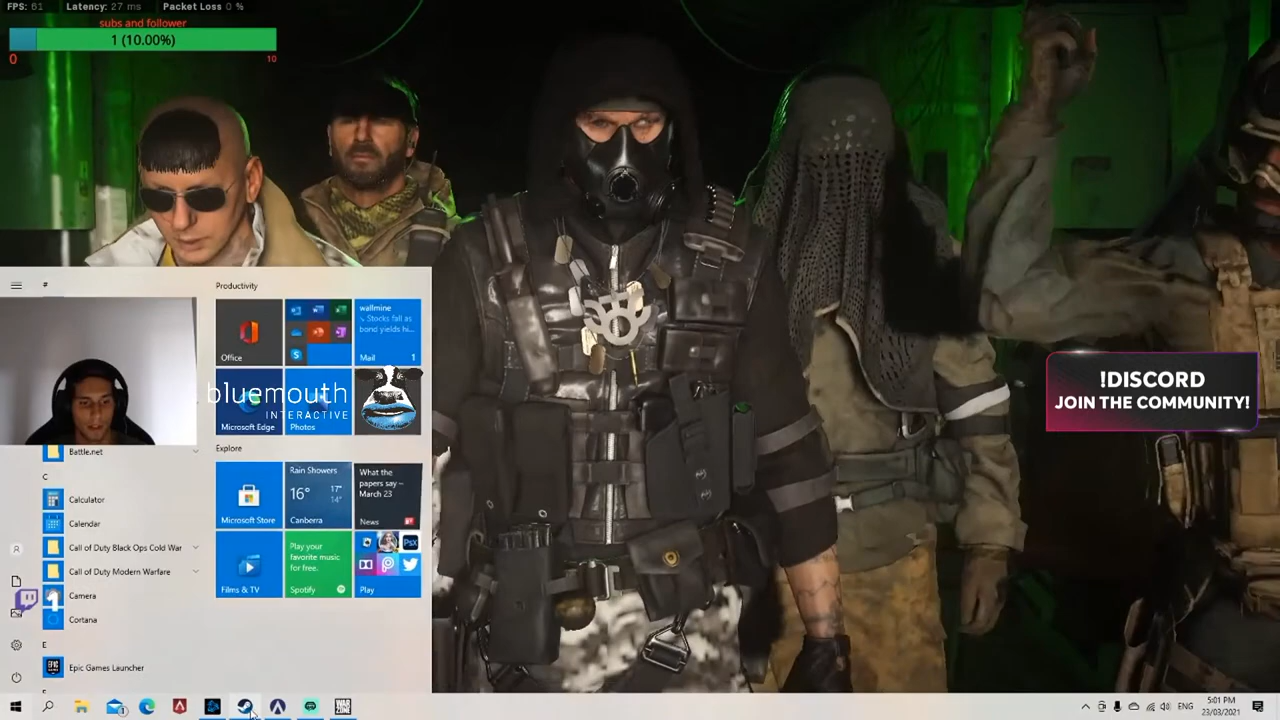 FPS: 61 Latency: 27 ms Packet Loss 0 %
subs and follower
1 (10.00%)
0 10
#
Productivity
Office
wallmine
Stocks fall as
bond yields hi...
Mail 1
bluemouth
INTERACTIVE
Microsoft Edge
Photos
!DISCORD
JOIN THE COMMUNITY!
Battle.net
Explore
C
Calculator
Calendar
Call of Duty Black Ops Cold War
Call of Duty Modern Warfare
Camera
Cortana
E
Epic Games Launcher
Microsoft Store
Rain Showers
16° 17°
14°
Canberra
What the
papers say –
March 23
News
Films & TV
Play your
favorite music
for free.
Spotify
Play
WAR
ZONE
ENG
5:01 PM
23/03/2021